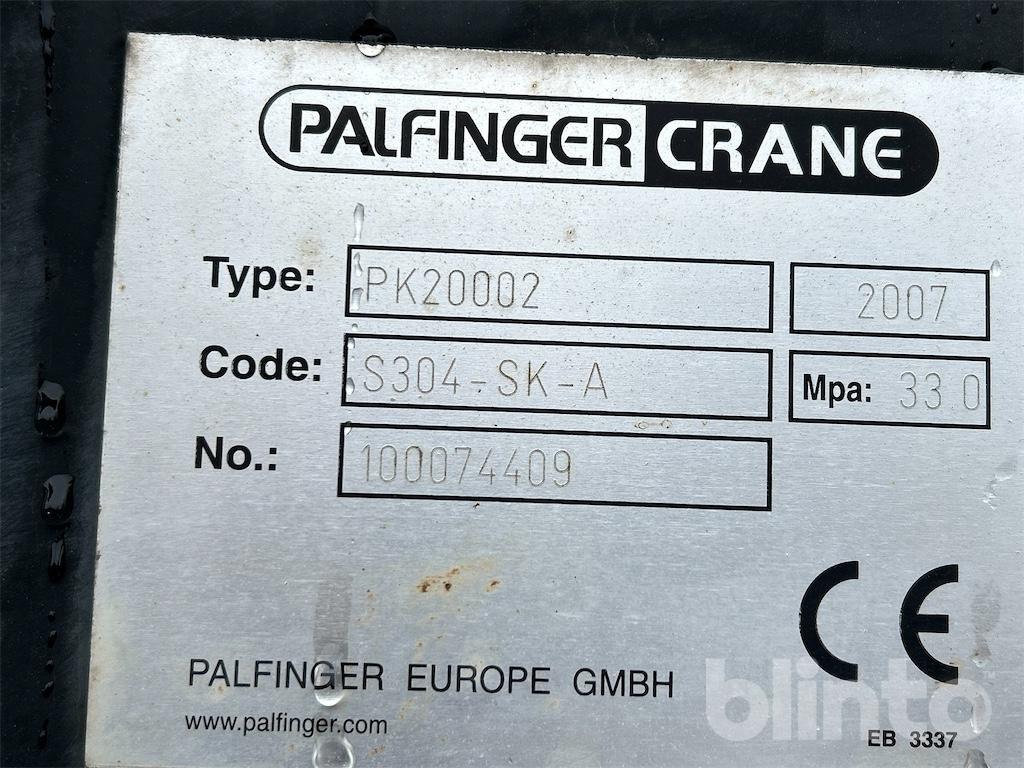 PALFINGER CRANE
Type: PK20002 2007
Code: S304-SK-A Mpa: 33.0
No.: 100074409
CE
PALFINGER EUROPE GMBH
www.palfinger.com
EB 3337
blinto